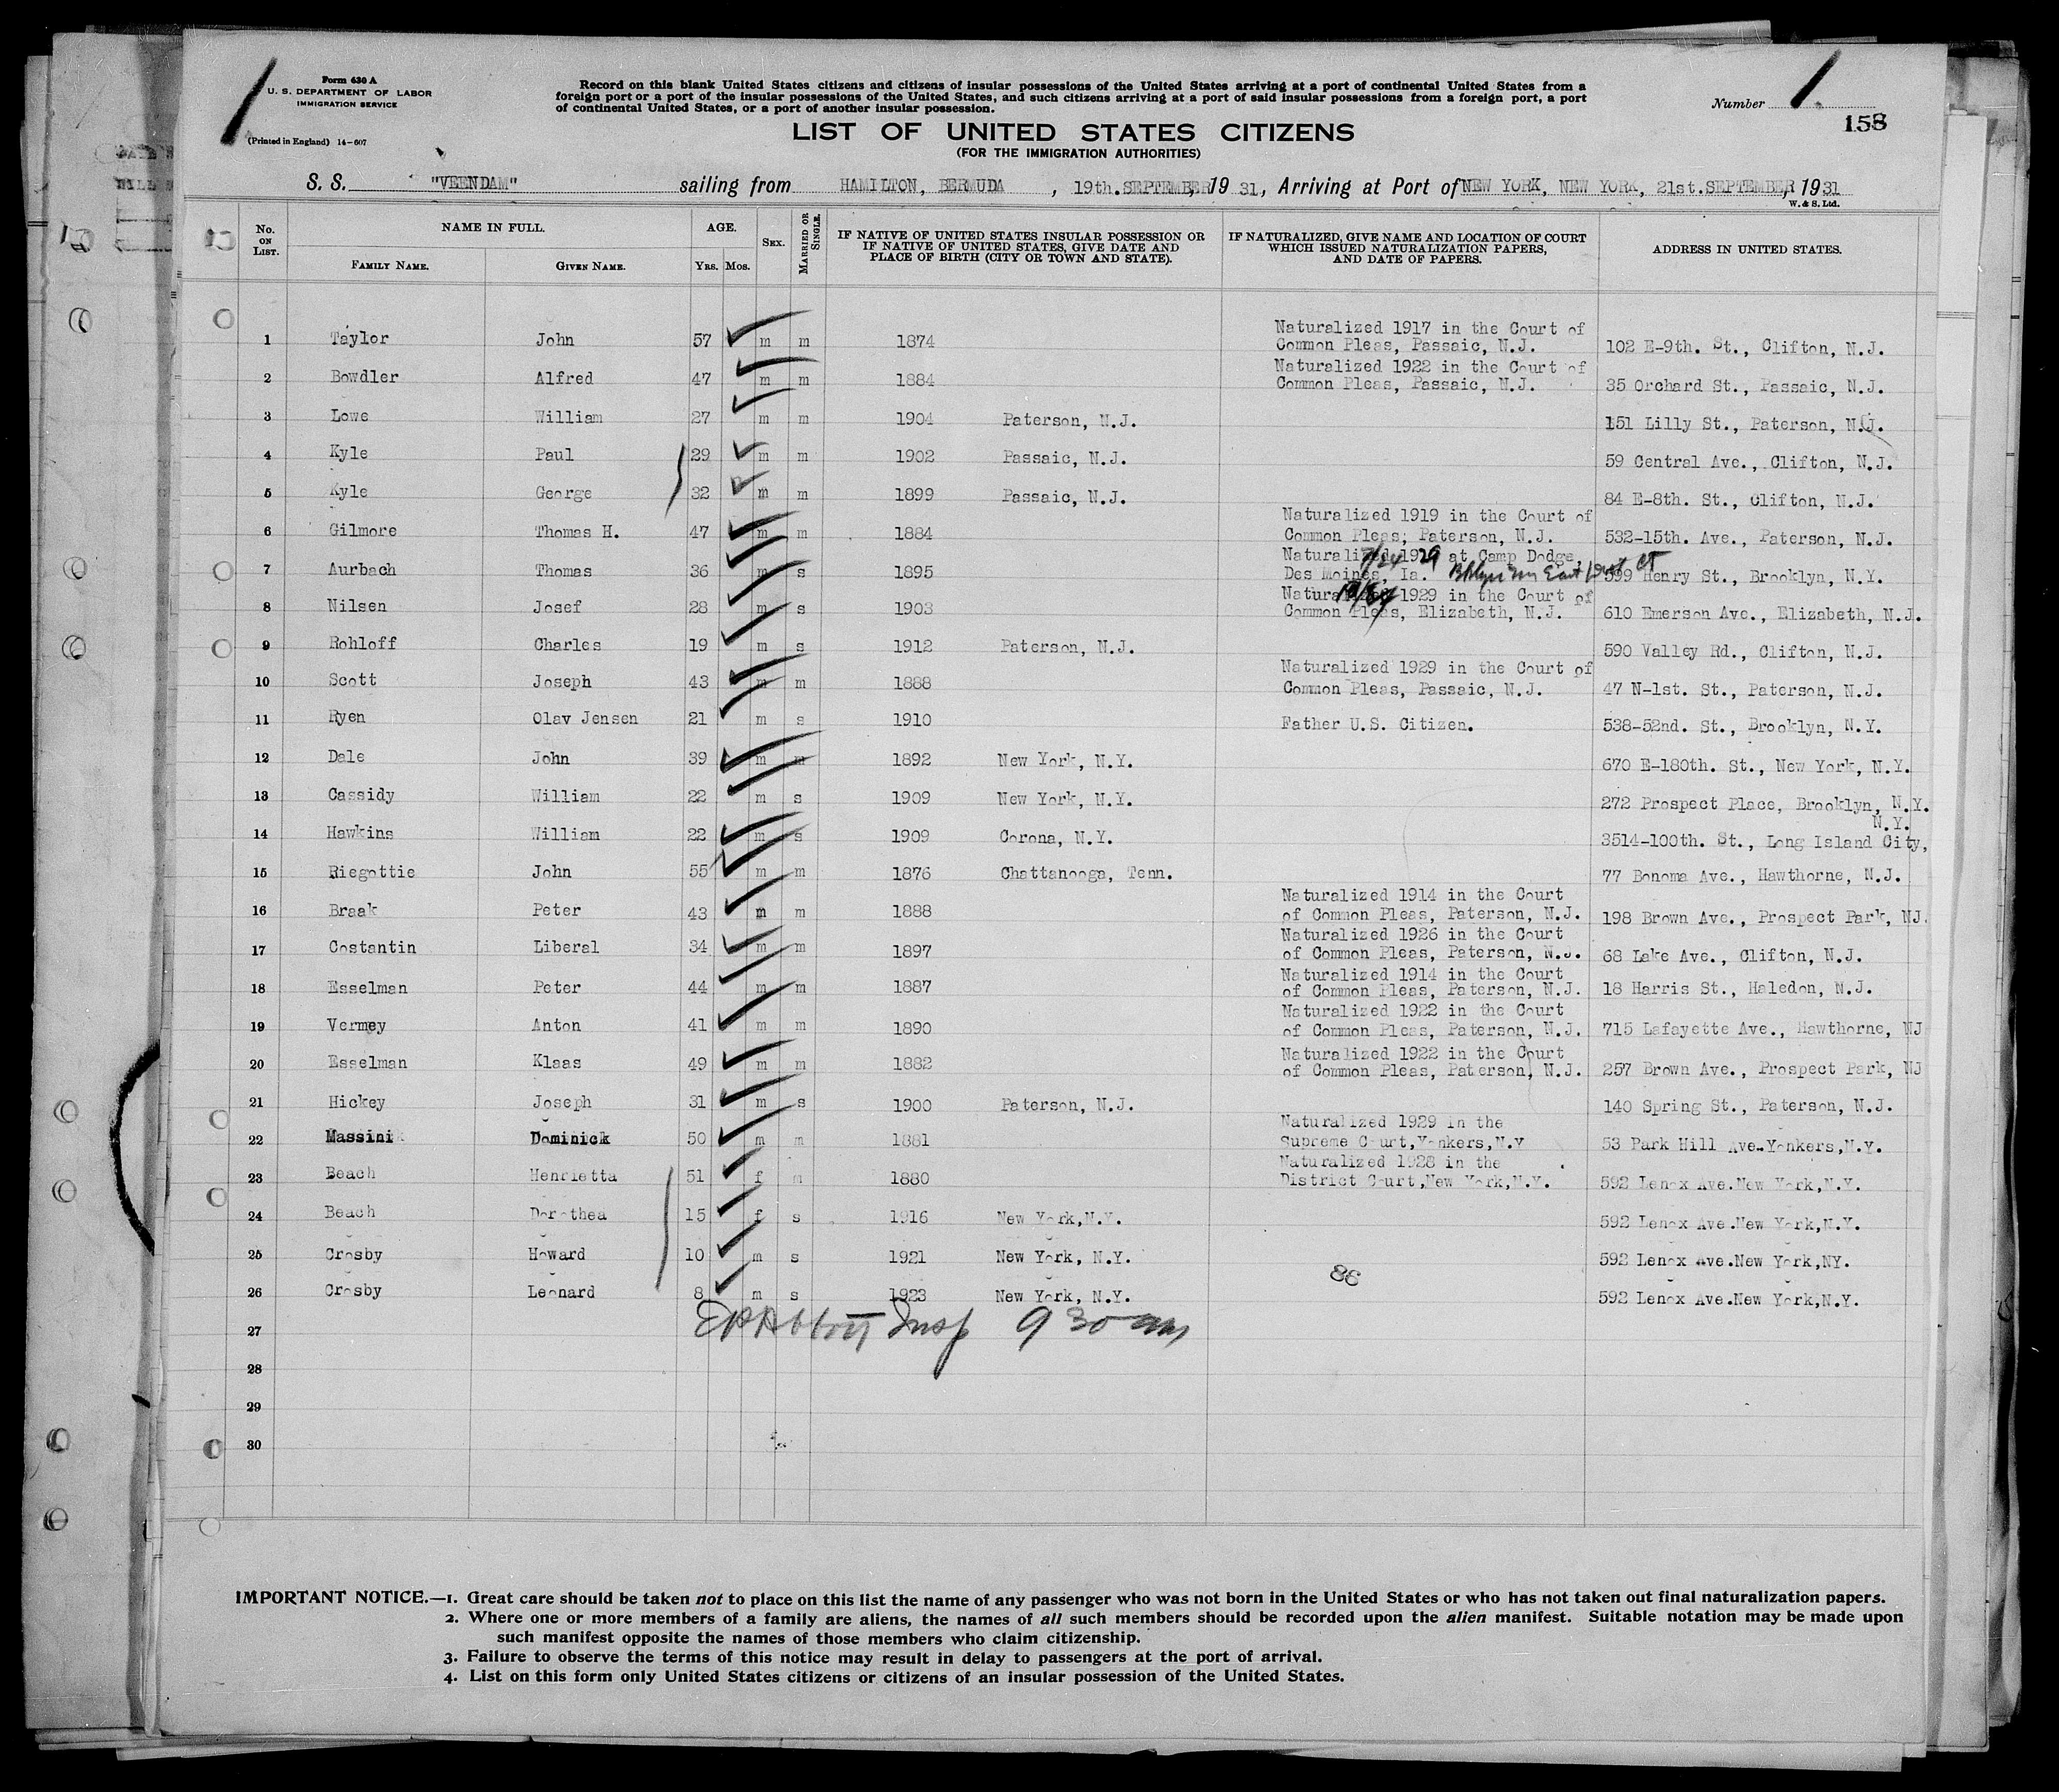 Form 630 A
U. S. DEPARTMENT OF LABOR
IMMIGRATION SERVICE
(Printed in England) 14-607
Record on this blank United States citizens and citizens of insular possessions of the United States arriving at a port of continental United States from a
foreign port or a port of the insular possessions of the United States, and such citizens arriving at a port of said insular possessions from a foreign port, a port
of continental United States, or a port of another insular possession.
Number 1
158
LIST OF UNITED STATES CITIZENS
(FOR THE IMMIGRATION AUTHORITIES)
S. S. "VEENDAM" sailing from HAMILTON, BERMUDA, 19th. SEPTEMBER, 1931, Arriving at Port of NEW YORK, NEW YORK, 21st. SEPTEMBER, 1931
W. & S. Ltd.
No. ON LIST. NAME IN FULL. FAMILY NAME. GIVEN NAME. AGE. YRS. MOS. SEX. MARRIED OR SINGLE. IF NATIVE OF UNITED STATES INSULAR POSSESSION OR IF NATIVE OF UNITED STATES, GIVE DATE AND PLACE OF BIRTH (CITY OR TOWN AND STATE). IF NATURALIZED, GIVE NAME AND LOCATION OF COURT WHICH ISSUED NATURALIZATION PAPERS, AND DATE OF PAPERS. ADDRESS IN UNITED STATES.
1 Taylor John 57 m m 1874 Naturalized 1917 in the Court of Common Pleas, Passaic, N.J. 102 E-9th. St., Clifton, N.J.
2 Bowdler Alfred 47 m m 1884 Naturalized 1922 in the Court of Common Pleas, Passaic, N.J. 35 Orchard St., Passaic, N.J.
3 Lowe William 27 m m 1904 Paterson, N.J. 151 Lilly St., Paterson, N.J.
4 Kyle Paul 29 m m 1902 Passaic, N.J. 59 Central Ave., Clifton, N.J.
5 Kyle George 32 m m 1899 Passaic, N.J. 84 E-8th. St., Clifton, N.J.
6 Gilmore Thomas H. 47 m m 1884 Naturalized 1919 in the Court of Common Pleas, Paterson, N.J. 532-15th. Ave., Paterson, N.J.
7 Aurbach Thomas 36 m s 1895 Naturalized 1929 at Camp Dodge, Des Moines, Ia. 599 Henry St., Brooklyn, N.Y.
8 Nilsen Josef 28 m s 1903 Naturalized 1929 in the Court of Common Pleas, Elizabeth, N.J. 610 Emerson Ave., Elizabeth, N.J.
9 Rohloff Charles 19 m s 1912 Paterson, N.J. 590 Valley Rd., Clifton, N.J.
10 Scott Joseph 43 m m 1888 Naturalized 1929 in the Court of Common Pleas, Passaic, N.J. 47 N-1st. St., Paterson, N.J.
11 Ryen Olav Jensen 21 m s 1910 Father U.S. Citizen. 538-52nd. St., Brooklyn, N.Y.
12 Dale John 39 m m 1892 New York, N.Y. 670 E-180th. St., New York, N.Y.
13 Cassidy William 22 m s 1909 New York, N.Y. 272 Prospect Place, Brooklyn, N.Y.
14 Hawkins William 22 m s 1909 Corona, N.Y. 3514-100th. St., Long Island City, N.Y.
15 Riegottie John 55 m m 1876 Chattanooga, Tenn. 77 Bonoma Ave., Hawthorne, N.J.
16 Braak Peter 43 m m 1888 Naturalized 1914 in the Court of Common Pleas, Paterson, N.J. 198 Brown Ave., Prospect Park, NJ.
17 Costantin Liberal 34 m m 1897 Naturalized 1926 in the Court of Common Pleas, Paterson, N.J. 68 Lake Ave., Clifton, N.J.
18 Esselman Peter 44 m m 1887 Naturalized 1914 in the Court of Common Pleas, Paterson, N.J. 18 Harris St., Haledon, N.J.
19 Vermey Anton 41 m m 1890 Naturalized 1922 in the Court of Common Pleas, Paterson, N.J. 715 Lafayette Ave., Hawthorne, NJ
20 Esselman Klaas 49 m m 1882 Naturalized 1922 in the Court of Common Pleas, Paterson, N.J. 257 Brown Ave., Prospect Park, NJ
21 Hickey Joseph 31 m s 1900 Paterson, N.J. 140 Spring St., Paterson, N.J.
22 Massini Dominick 50 m m 1881 Naturalized 1929 in the Supreme Court,Yonkers,N.Y 53 Park Hill Ave-Yonkers,N.Y.
23 Beach Henrietta 51 f m 1880 Naturalized 1928 in the District Court,New York,N.Y. 592 Lenox Ave.New York,N.Y.
24 Beach Dorothea 15 f s 1916 New York,N.Y. 592 Lenox Ave.New York,N.Y.
25 Crosby Howard 10 m s 1921 New York, N.Y. 592 Lenox Ave.New York,NY.
26 Crosby Leonard 8 m s 1923 New York, N.Y. 592 Lenox Ave.New York,N.Y.
27 Insp 9 30 am
28
29
30
IMPORTANT NOTICE.—1. Great care should be taken not to place on this list the name of any passenger who was not born in the United States or who has not taken out final naturalization papers.
2. Where one or more members of a family are aliens, the names of all such members should be recorded upon the alien manifest. Suitable notation may be made upon
such manifest opposite the names of those members who claim citizenship.
3. Failure to observe the terms of this notice may result in delay to passengers at the port of arrival.
4. List on this form only United States citizens or citizens of an insular possession of the United States.